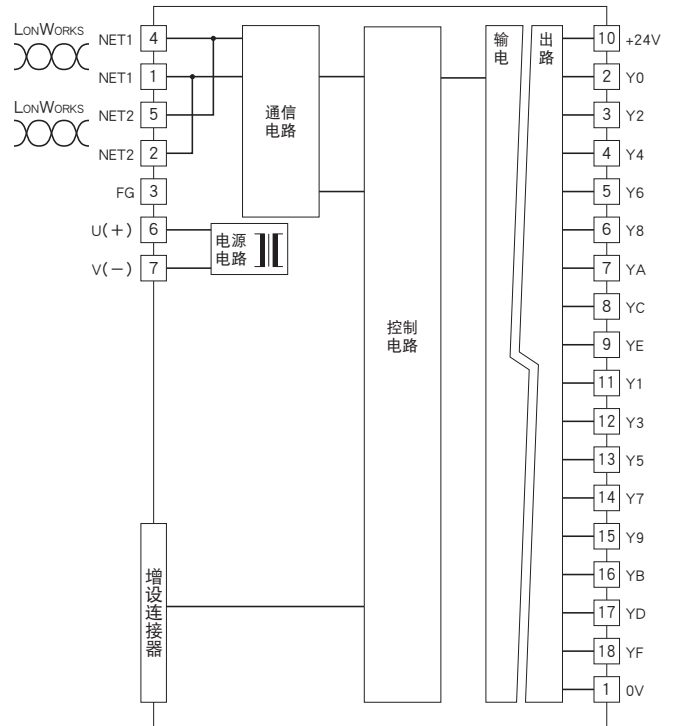 LONWORKS
NET1 4
NET1 1
LONWORKS
NET2 5
NET2 2
FG 3
U(+) 6
V(−) 7
通信
电路
电源
电路
控制
电路
增设连接器
输出
电路
10 +24V
2 Y0
3 Y2
4 Y4
5 Y6
6 Y8
7 YA
8 YC
9 YE
11 Y1
12 Y3
13 Y5
14 Y7
15 Y9
16 YB
17 YD
18 YF
1 0V